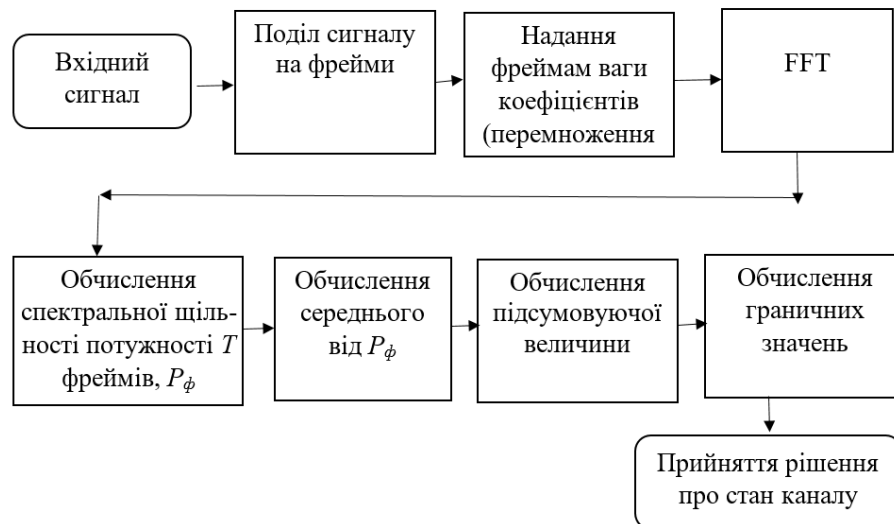 Вхідний
сигнал
Поділ сигналу
на фрейми
Надання
фреймам ваги
коефіцієнтів
(перемноження
FFT
Обчислення
спектральної щіль-
ності потужності T
фреймів, Pф
Обчислення
середнього
від Pф
Обчислення
підсумовуючої
величини
Обчислення
граничних
значень
Прийняття рішення
про стан каналу